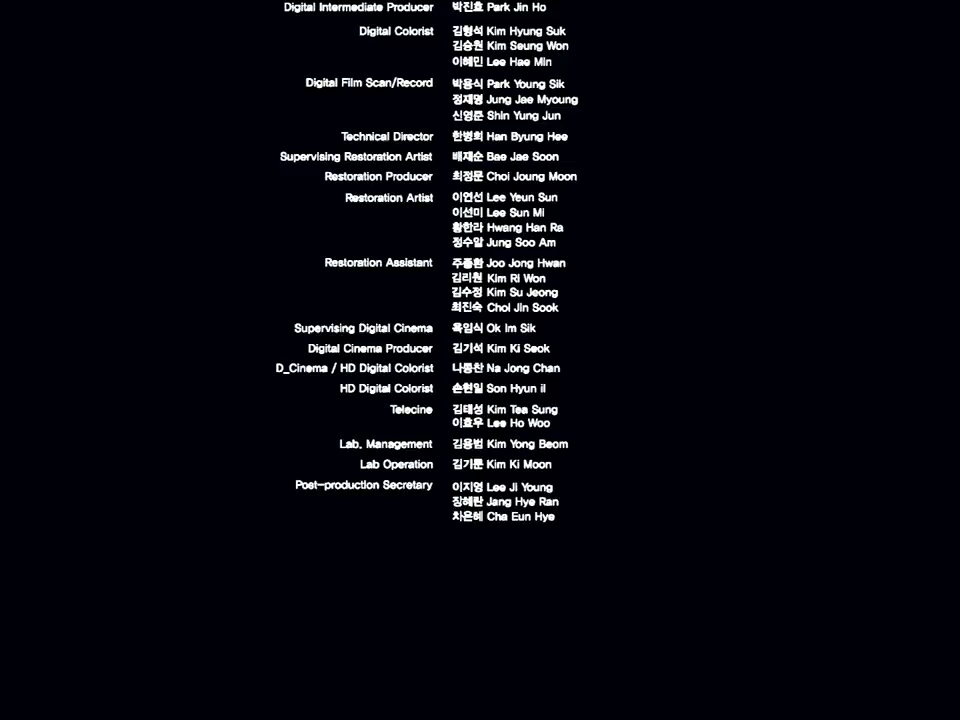 Digital Intermediate Producer 박진호 Park Jin Ho
Digital Colorist 김형석 Kim Hyung Suk
김승원 Kim Seung Won
이혜민 Lee Hae Min
Digital Film Scan/Record 박용식 Park Young Sik
정재명 Jung Jae Myoung
신영준 Shin Yung Jun
Technical Director 한병희 Han Byung Hee
Supervising Restoration Artist 배재순 Bae Jae Soon
Restoration Producer 최정문 Choi Joung Moon
Restoration Artist 이연선 Lee Yeun Sun
이선미 Lee Sun Mi
황한라 Hwang Han Ra
정수암 Jung Soo Am
Restoration Assistant 주종환 Joo Jong Hwan
김리원 Kim Ri Won
김수정 Kim Su Jeong
최진숙 Choi Jin Sook
Supervising Digital Cinema 옥임식 Ok Im Sik
Digital Cinema Producer 김기석 Kim Ki Seok
D_Cinema / HD Digital Colorist 나종찬 Na Jong Chan
HD Digital Colorist 손현일 Son Hyun il
Telecine 김태성 Kim Tea Sung
이호우 Lee Ho Woo
Lab. Management 김용범 Kim Yong Beom
Lab Operation 김기문 Kim Ki Moon
Post-production Secretary 이지영 Lee Ji Young
장혜란 Jang Hye Ran
차은혜 Cha Eun Hye